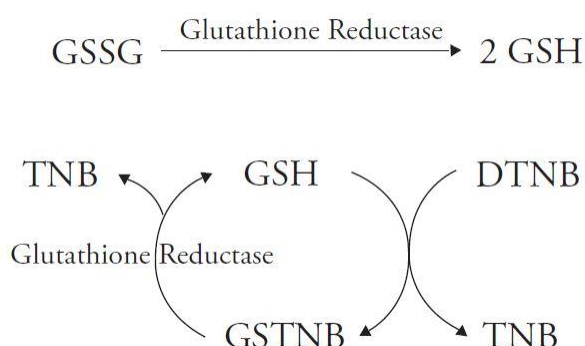 Glutathione Reductase
GSSG 2 GSH
TNB GSH DTNB
Glutathione Reductase
GSTNB TNB